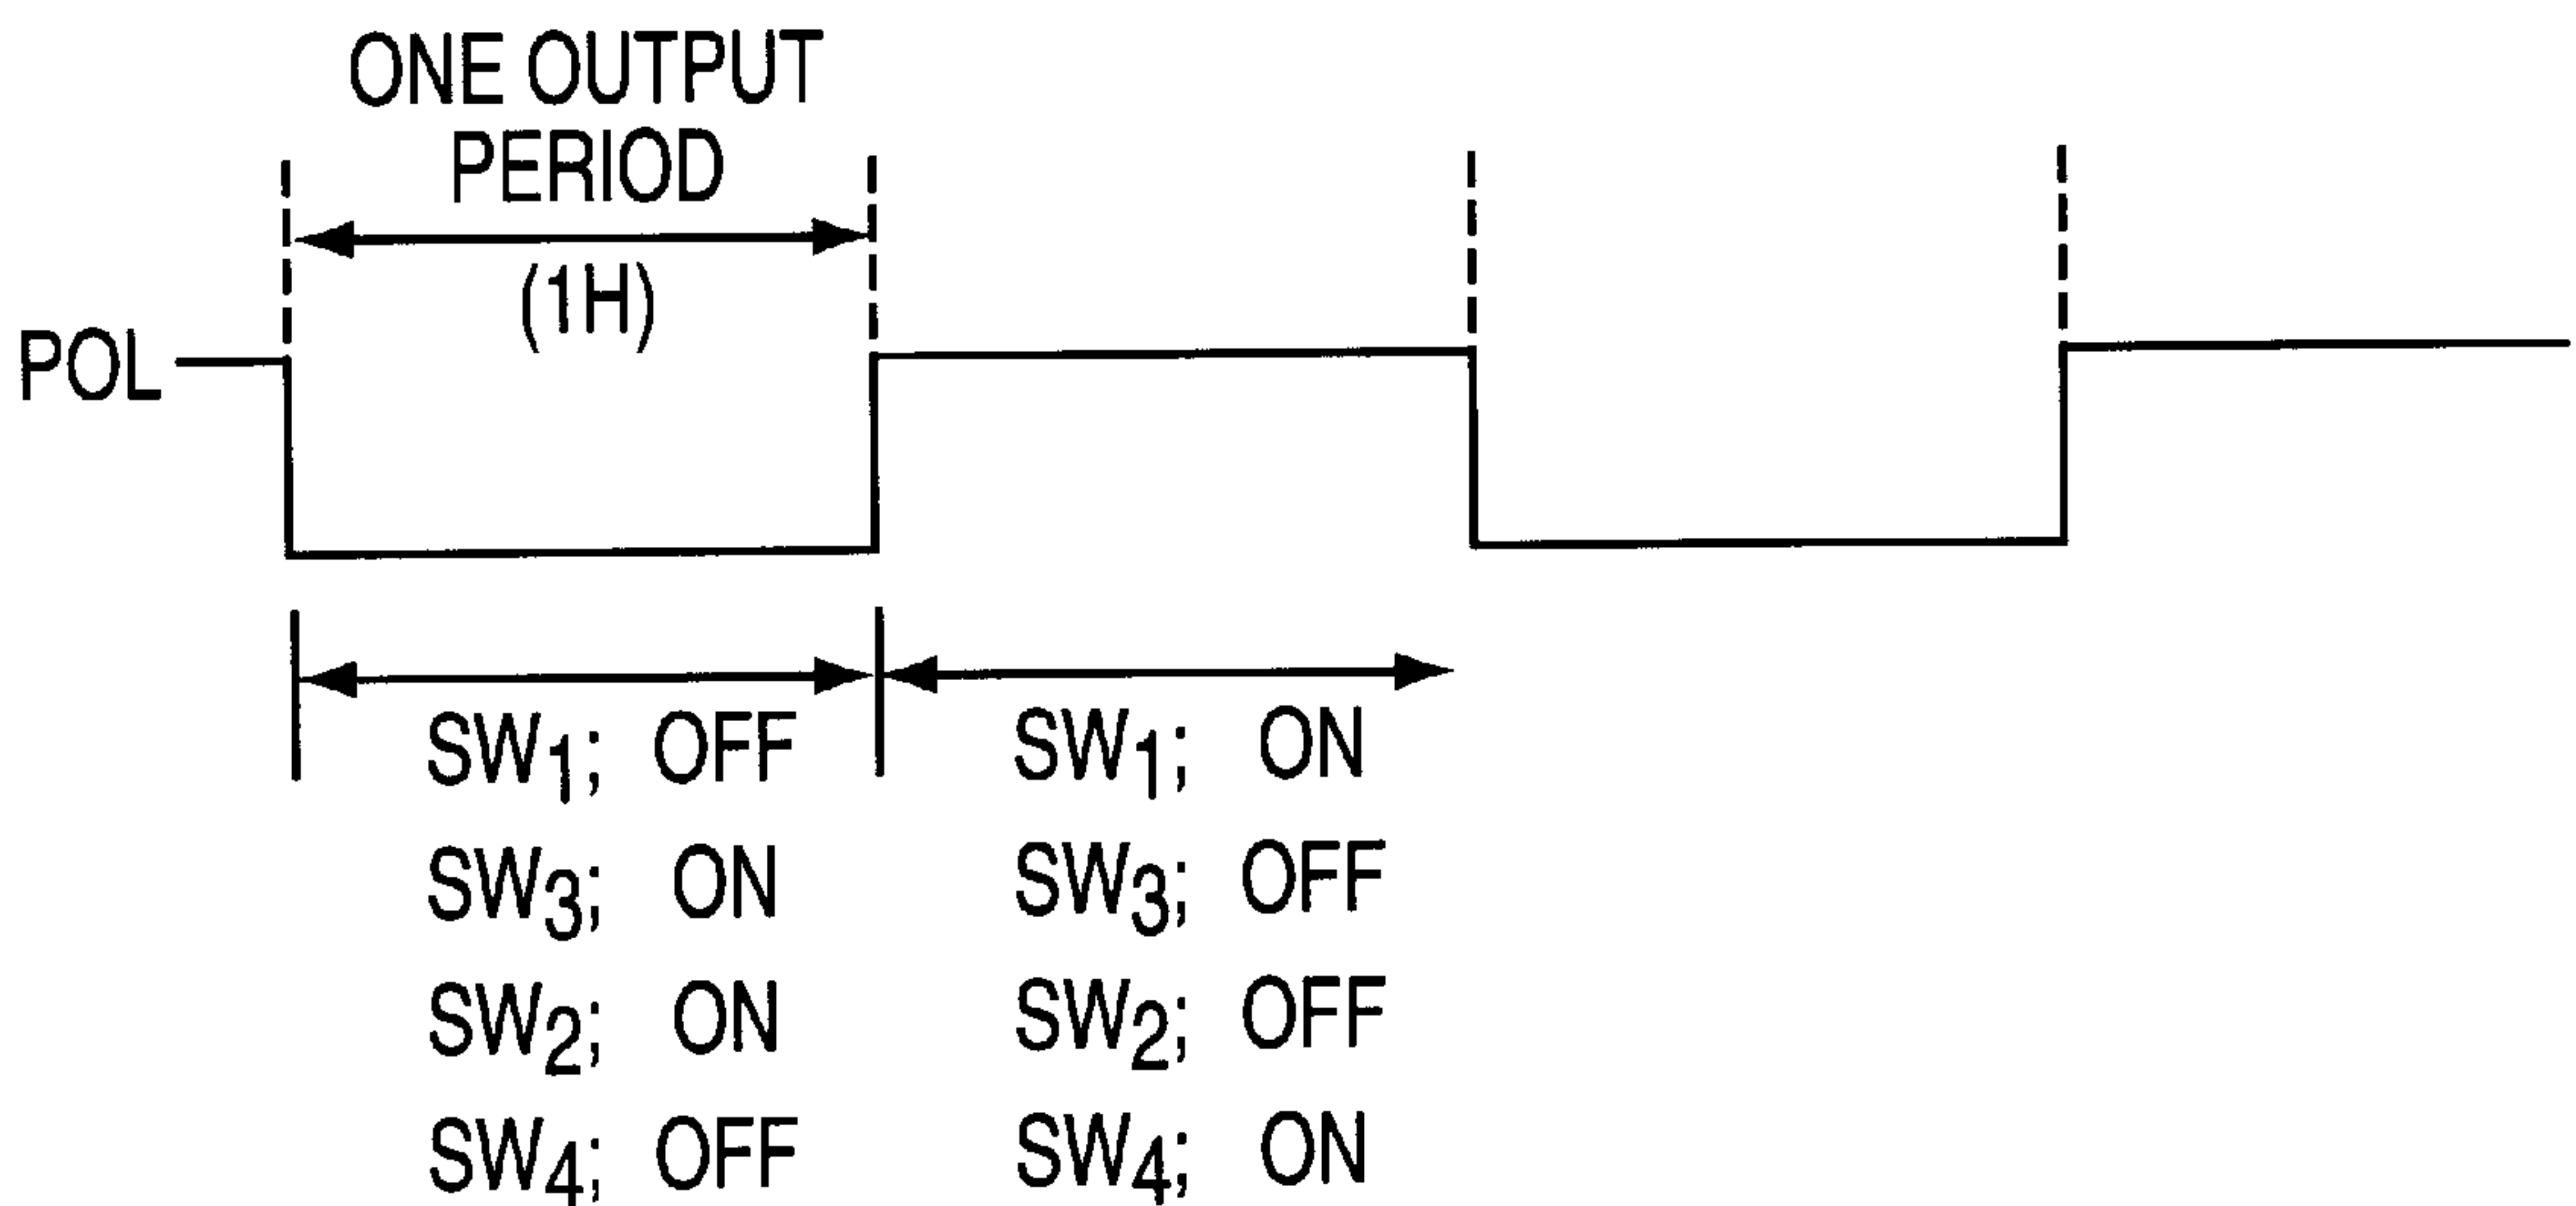 ONE OUTPUT
PERIOD
(1H)
POL
SW1; OFF SW1; ON
SW3; ON SW3; OFF
SW2; ON SW2; OFF
SW4; OFF SW4; ON